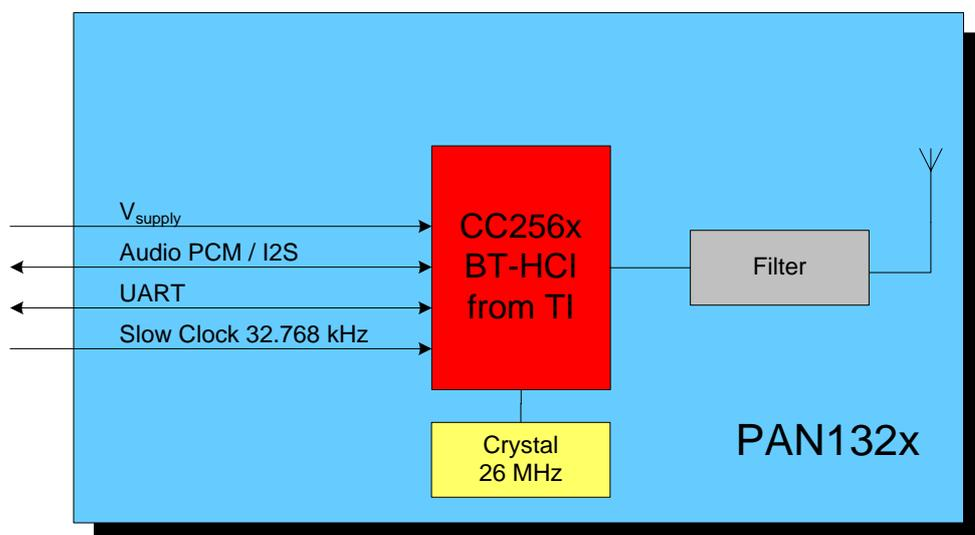 V_supply
Audio PCM / I2S
UART
Slow Clock 32.768 kHz
CC256x
BT-HCI
from TI
Filter
Crystal
26 MHz
PAN132x